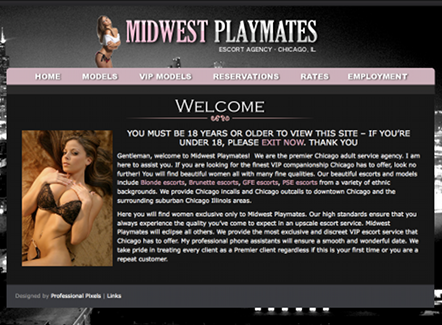 MIDWEST PLAYMATES
ESCORT AGENCY - CHICAGO, IL
HOME MODELS VIP MODELS RESERVATIONS RATES EMPLOYMENT
WELCOME
YOU MUST BE 18 YEARS OR OLDER TO VIEW THIS SITE – IF YOU'RE
UNDER 18, PLEASE EXIT NOW. THANK YOU
Gentleman, welcome to Midwest Playmates! We are the premier Chicago adult service agency. I am
here to assist you. If you are looking for the finest VIP companionship Chicago has to offer, look no
further! You will find beautiful women all with many fine qualities. Our beautiful escorts and models
include Blonde escorts, Brunette escorts, GFE escorts, PSE escorts from a variety of ethnic
backgrounds. We provide Chicago incalls and Chicago outcalls to downtown Chicago and the
surrounding suburban Chicago Illinois areas.
Here you will find women exclusive only to Midwest Playmates. Our high standards ensure that you
always experience the quality you've come to expect in an upscale escort service. Midwest
Playmates will eclipse all others. We provide the most exclusive and discreet VIP escort service that
Chicago has to offer. My professional phone assistants will ensure a smooth and wonderful date. We
take pride in treating every client as a Premier client regardless if this is your first time or you are a
repeat customer.
Designed by Professional Pixels | Links